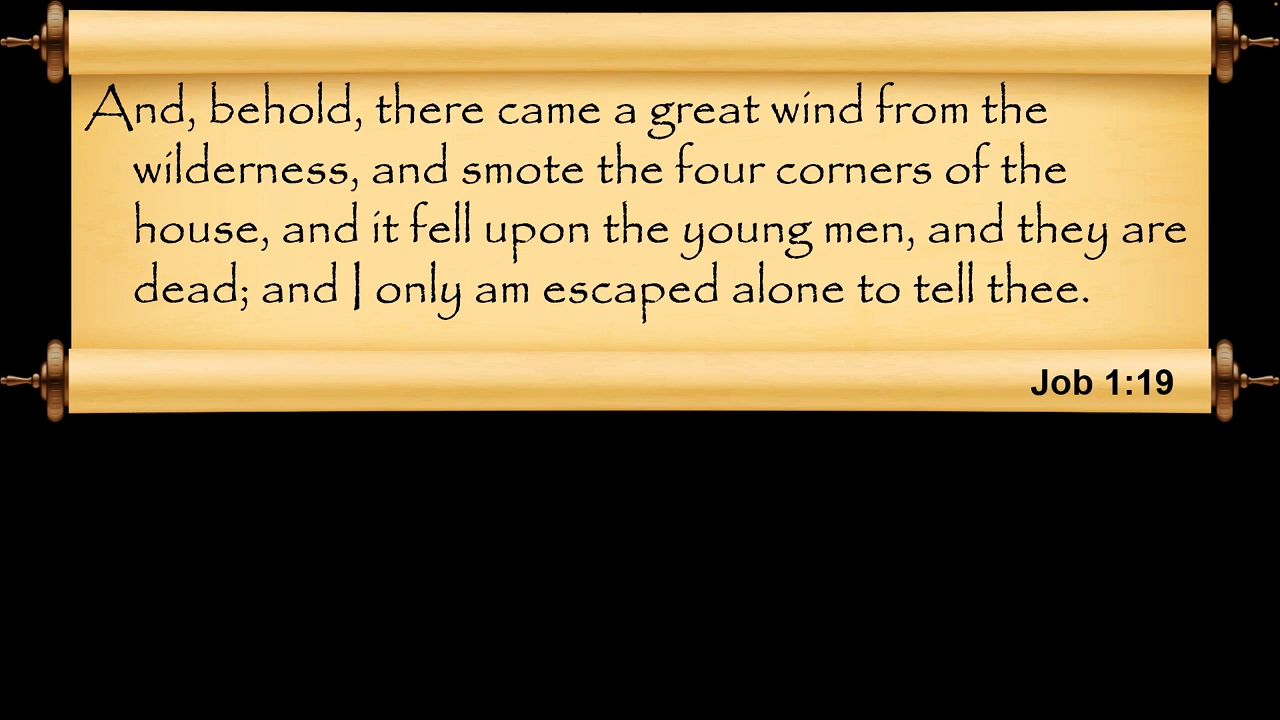 And, behold, there came a great wind from the
wilderness, and smote the four corners of the
house, and it fell upon the young men, and they are
dead; and I only am escaped alone to tell thee.
Job 1:19